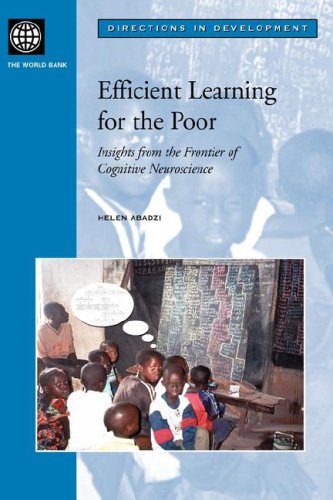 DIRECTIONS IN DEVELOPMENT
THE WORLD BANK
Efficient Learning
for the Poor
Insights from the Frontier of
Cognitive Neuroscience
HELEN ABADZI